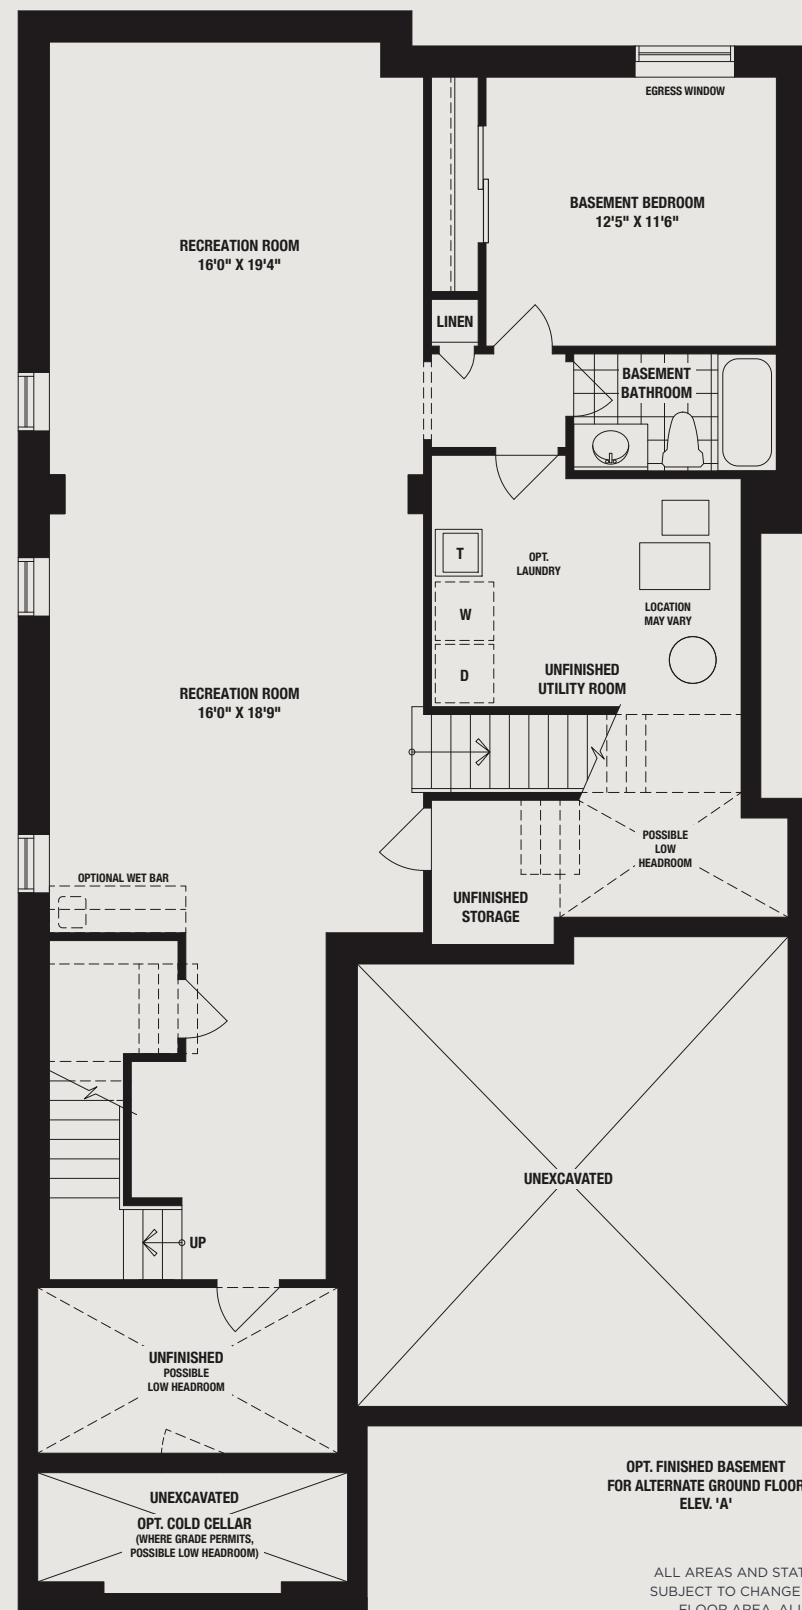 EGRESS WINDOW
BASEMENT BEDROOM
12'5" X 11'6"
RECREATION ROOM
16'0" X 19'4"
LINEN
BASEMENT
BATHROOM
T
OPT.
LAUNDRY
W
LOCATION
MAY VARY
D
UNFINISHED
UTILITY ROOM
RECREATION ROOM
16'0" X 18'9"
POSSIBLE
LOW
HEADROOM
OPTIONAL WET BAR
UNFINISHED
STORAGE
UNEXCAVATED
UP
UNFINISHED
POSSIBLE
LOW HEADROOM
UNEXCAVATED
OPT. COLD CELLAR
(WHERE GRADE PERMITS,
POSSIBLE LOW HEADROOM)
OPT. FINISHED BASEMENT
FOR ALTERNATE GROUND FLOOR
ELEV. 'A'
ALL AREAS AND STAT
SUBJECT TO CHANGE
FLOOR AREA. ALL